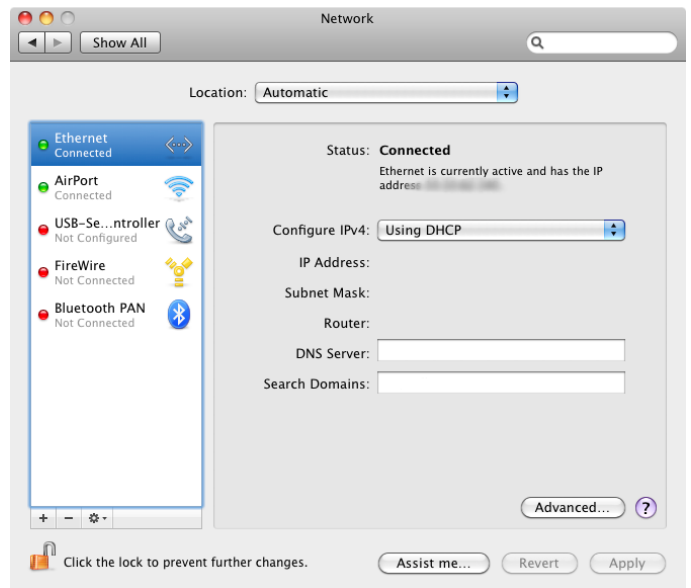 Network
Show All
Location: Automatic
Ethernet
Connected
AirPort
Connected
USB-Se...ntroller
Not Configured
FireWire
Not Connected
Bluetooth PAN
Not Connected
Status: Connected
Ethernet is currently active and has the IP
address
Configure IPv4: Using DHCP
IP Address:
Subnet Mask:
Router:
DNS Server:
Search Domains:
Advanced... ?
+ −
Click the lock to prevent further changes.
Assist me... Revert Apply